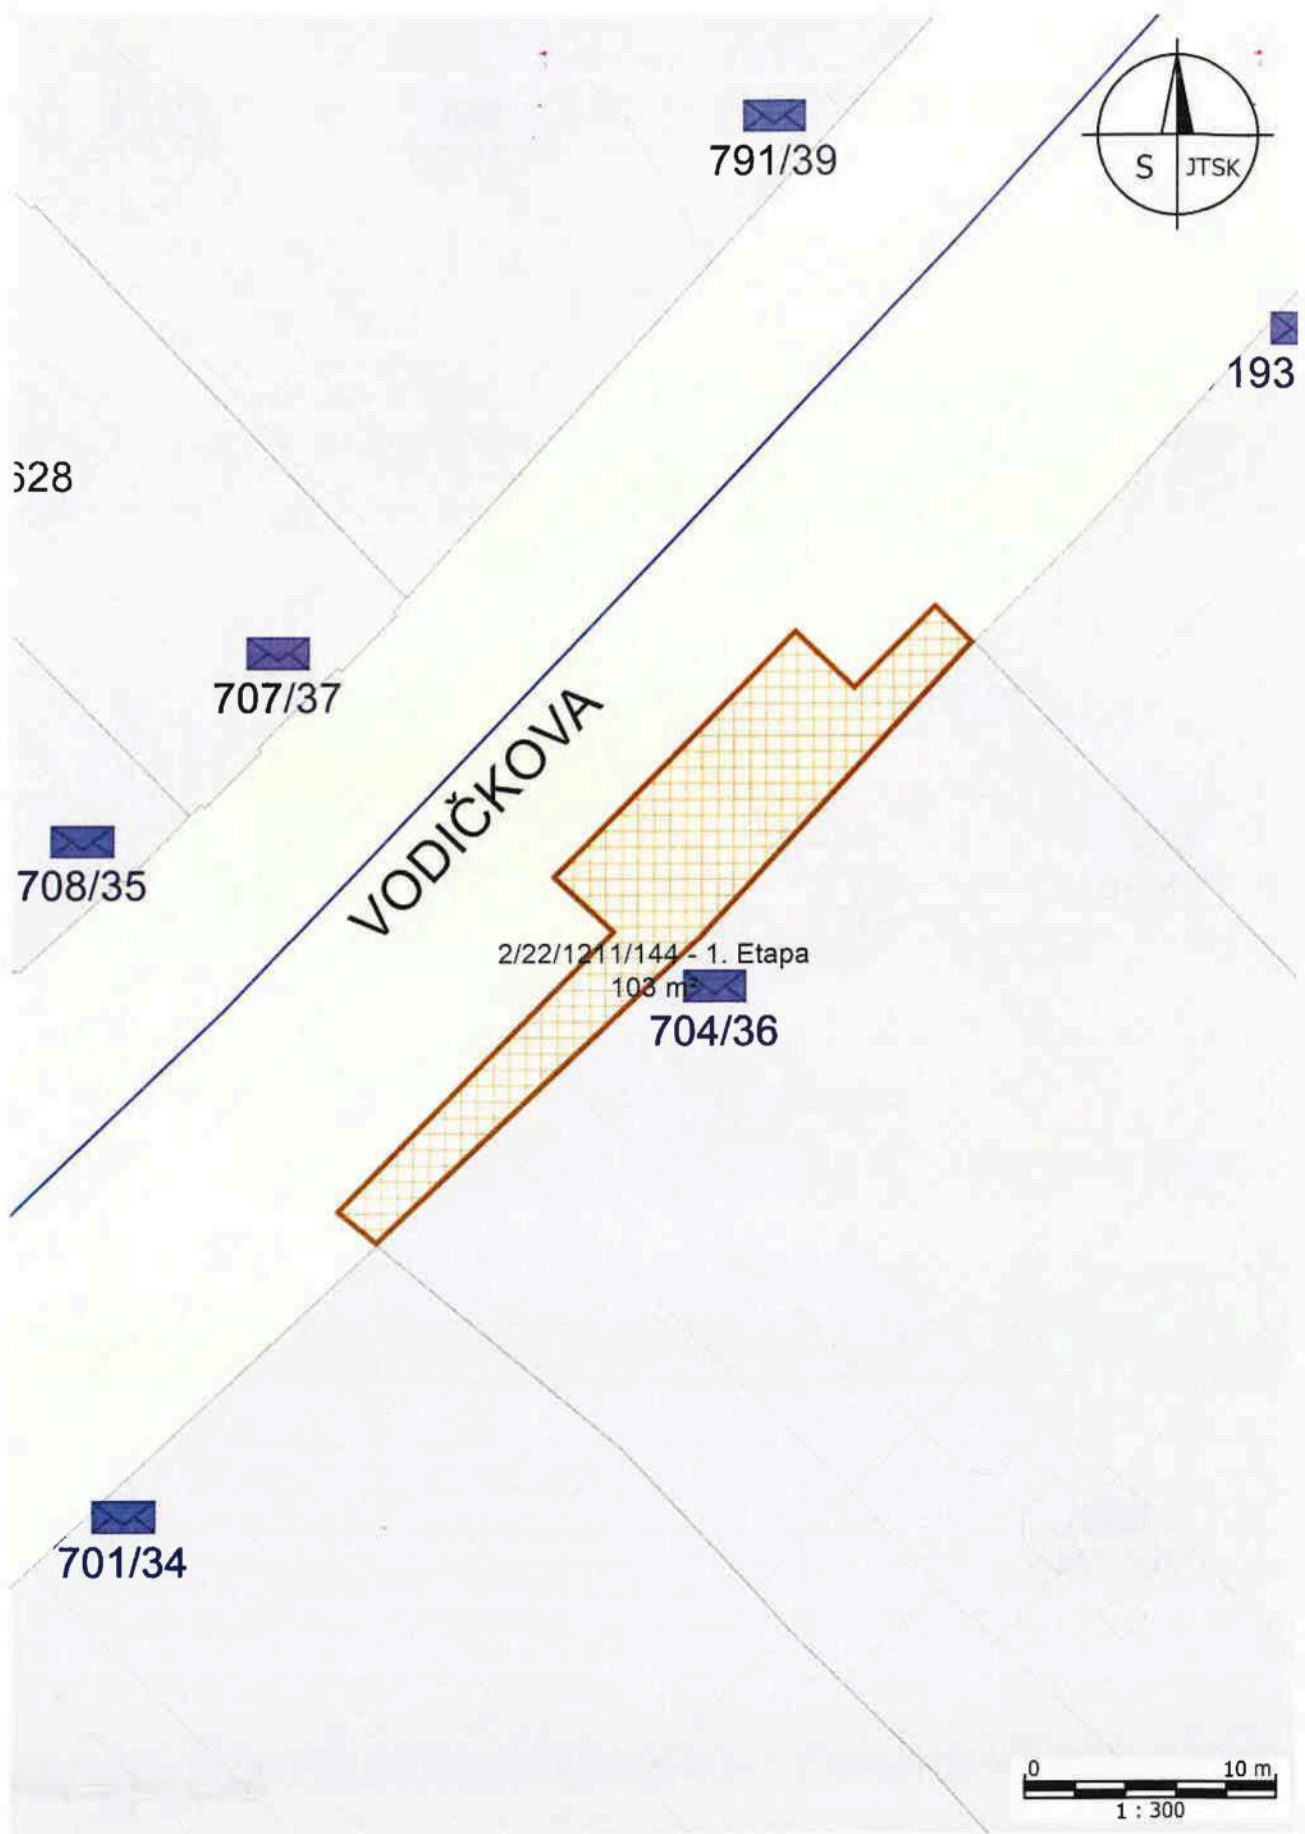 791/39
S JTSK
193
628
707/37
VODIČKOVA
708/35
2/22/1211/144 - 1. Etapa
103 m²
704/36
701/34
0 10 m
1 : 300